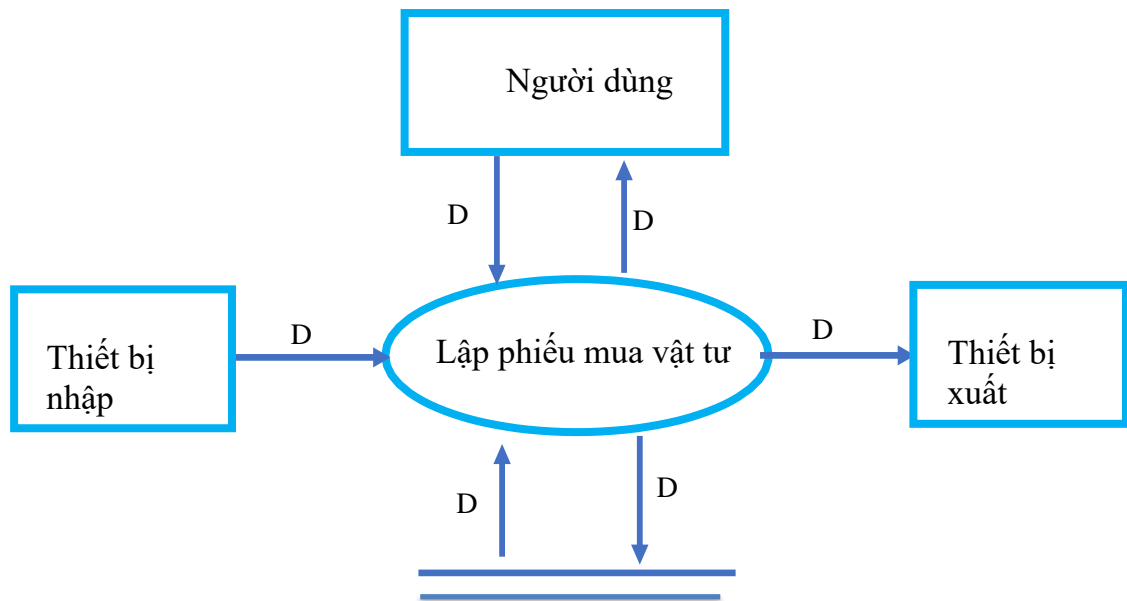 Người dùng
D
D
D
D
Thiết bị
nhập
Lập phiếu mua vật tư
Thiết bị
xuất
D
D